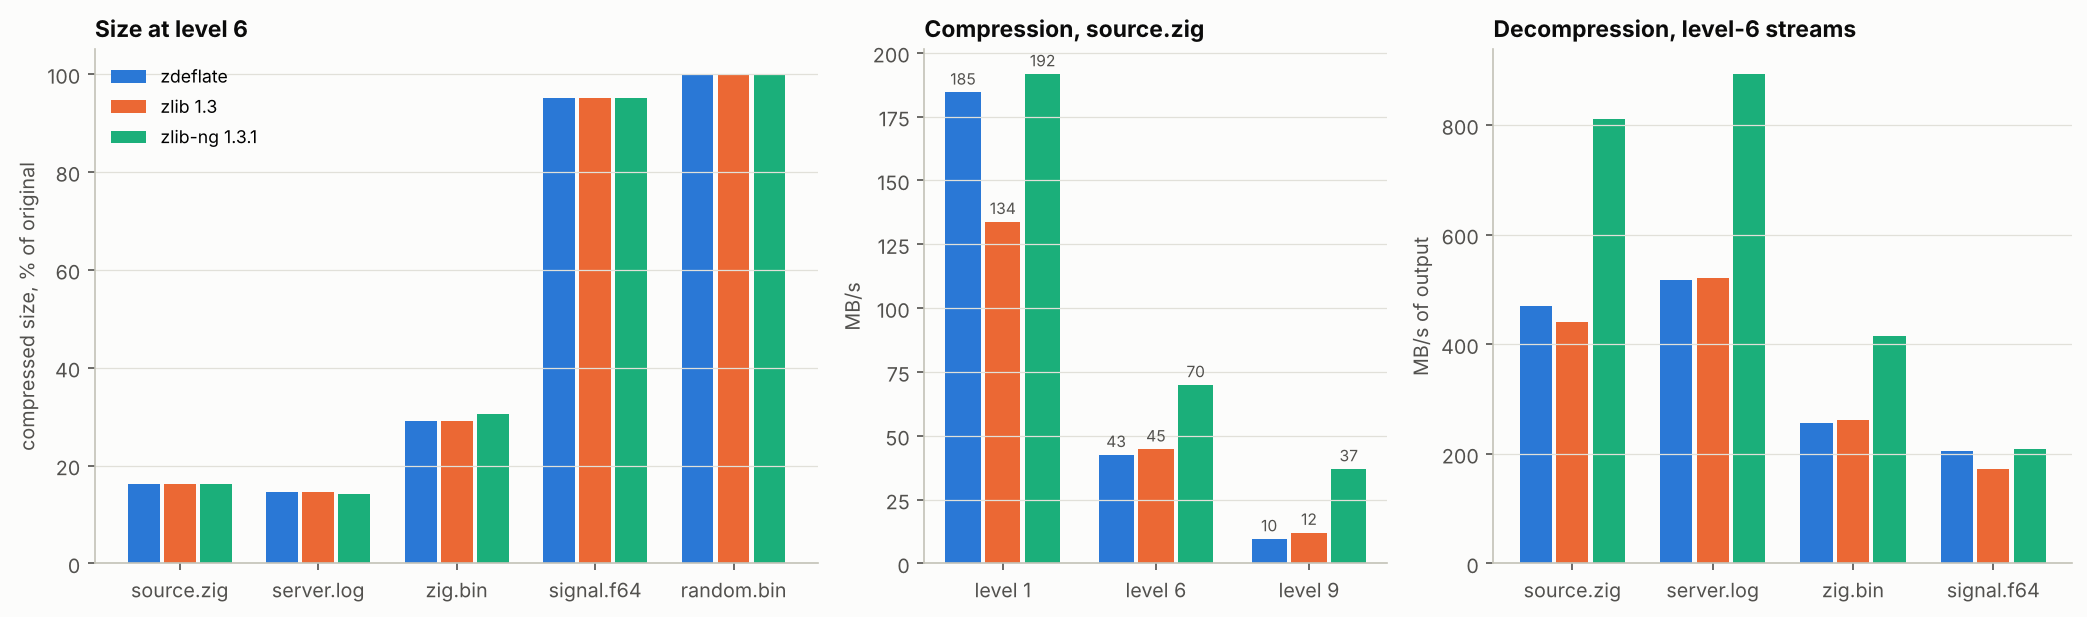 Size at level 6
compressed size, % of original
100
80
60
40
20
0
zdeflate
zlib 1.3
zlib-ng 1.3.1
source.zig
server.log
zig.bin
signal.f64
random.bin
Compression, source.zig
MB/s
200
175
150
125
100
75
50
25
0
185
134
192
43
45
70
10
12
37
level 1
level 6
level 9
Decompression, level-6 streams
MB/s of output
800
600
400
200
0
source.zig
server.log
zig.bin
signal.f64